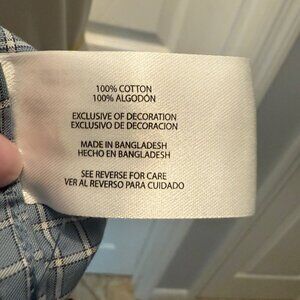 100% COTTON
100% ALGODÓN
EXCLUSIVE OF DECORATION
EXCLUSIVO DE DECORACION
MADE IN BANGLADESH
HECHO EN BANGLADESH
SEE REVERSE FOR CARE
VER AL REVERSO PARA CUIDADO